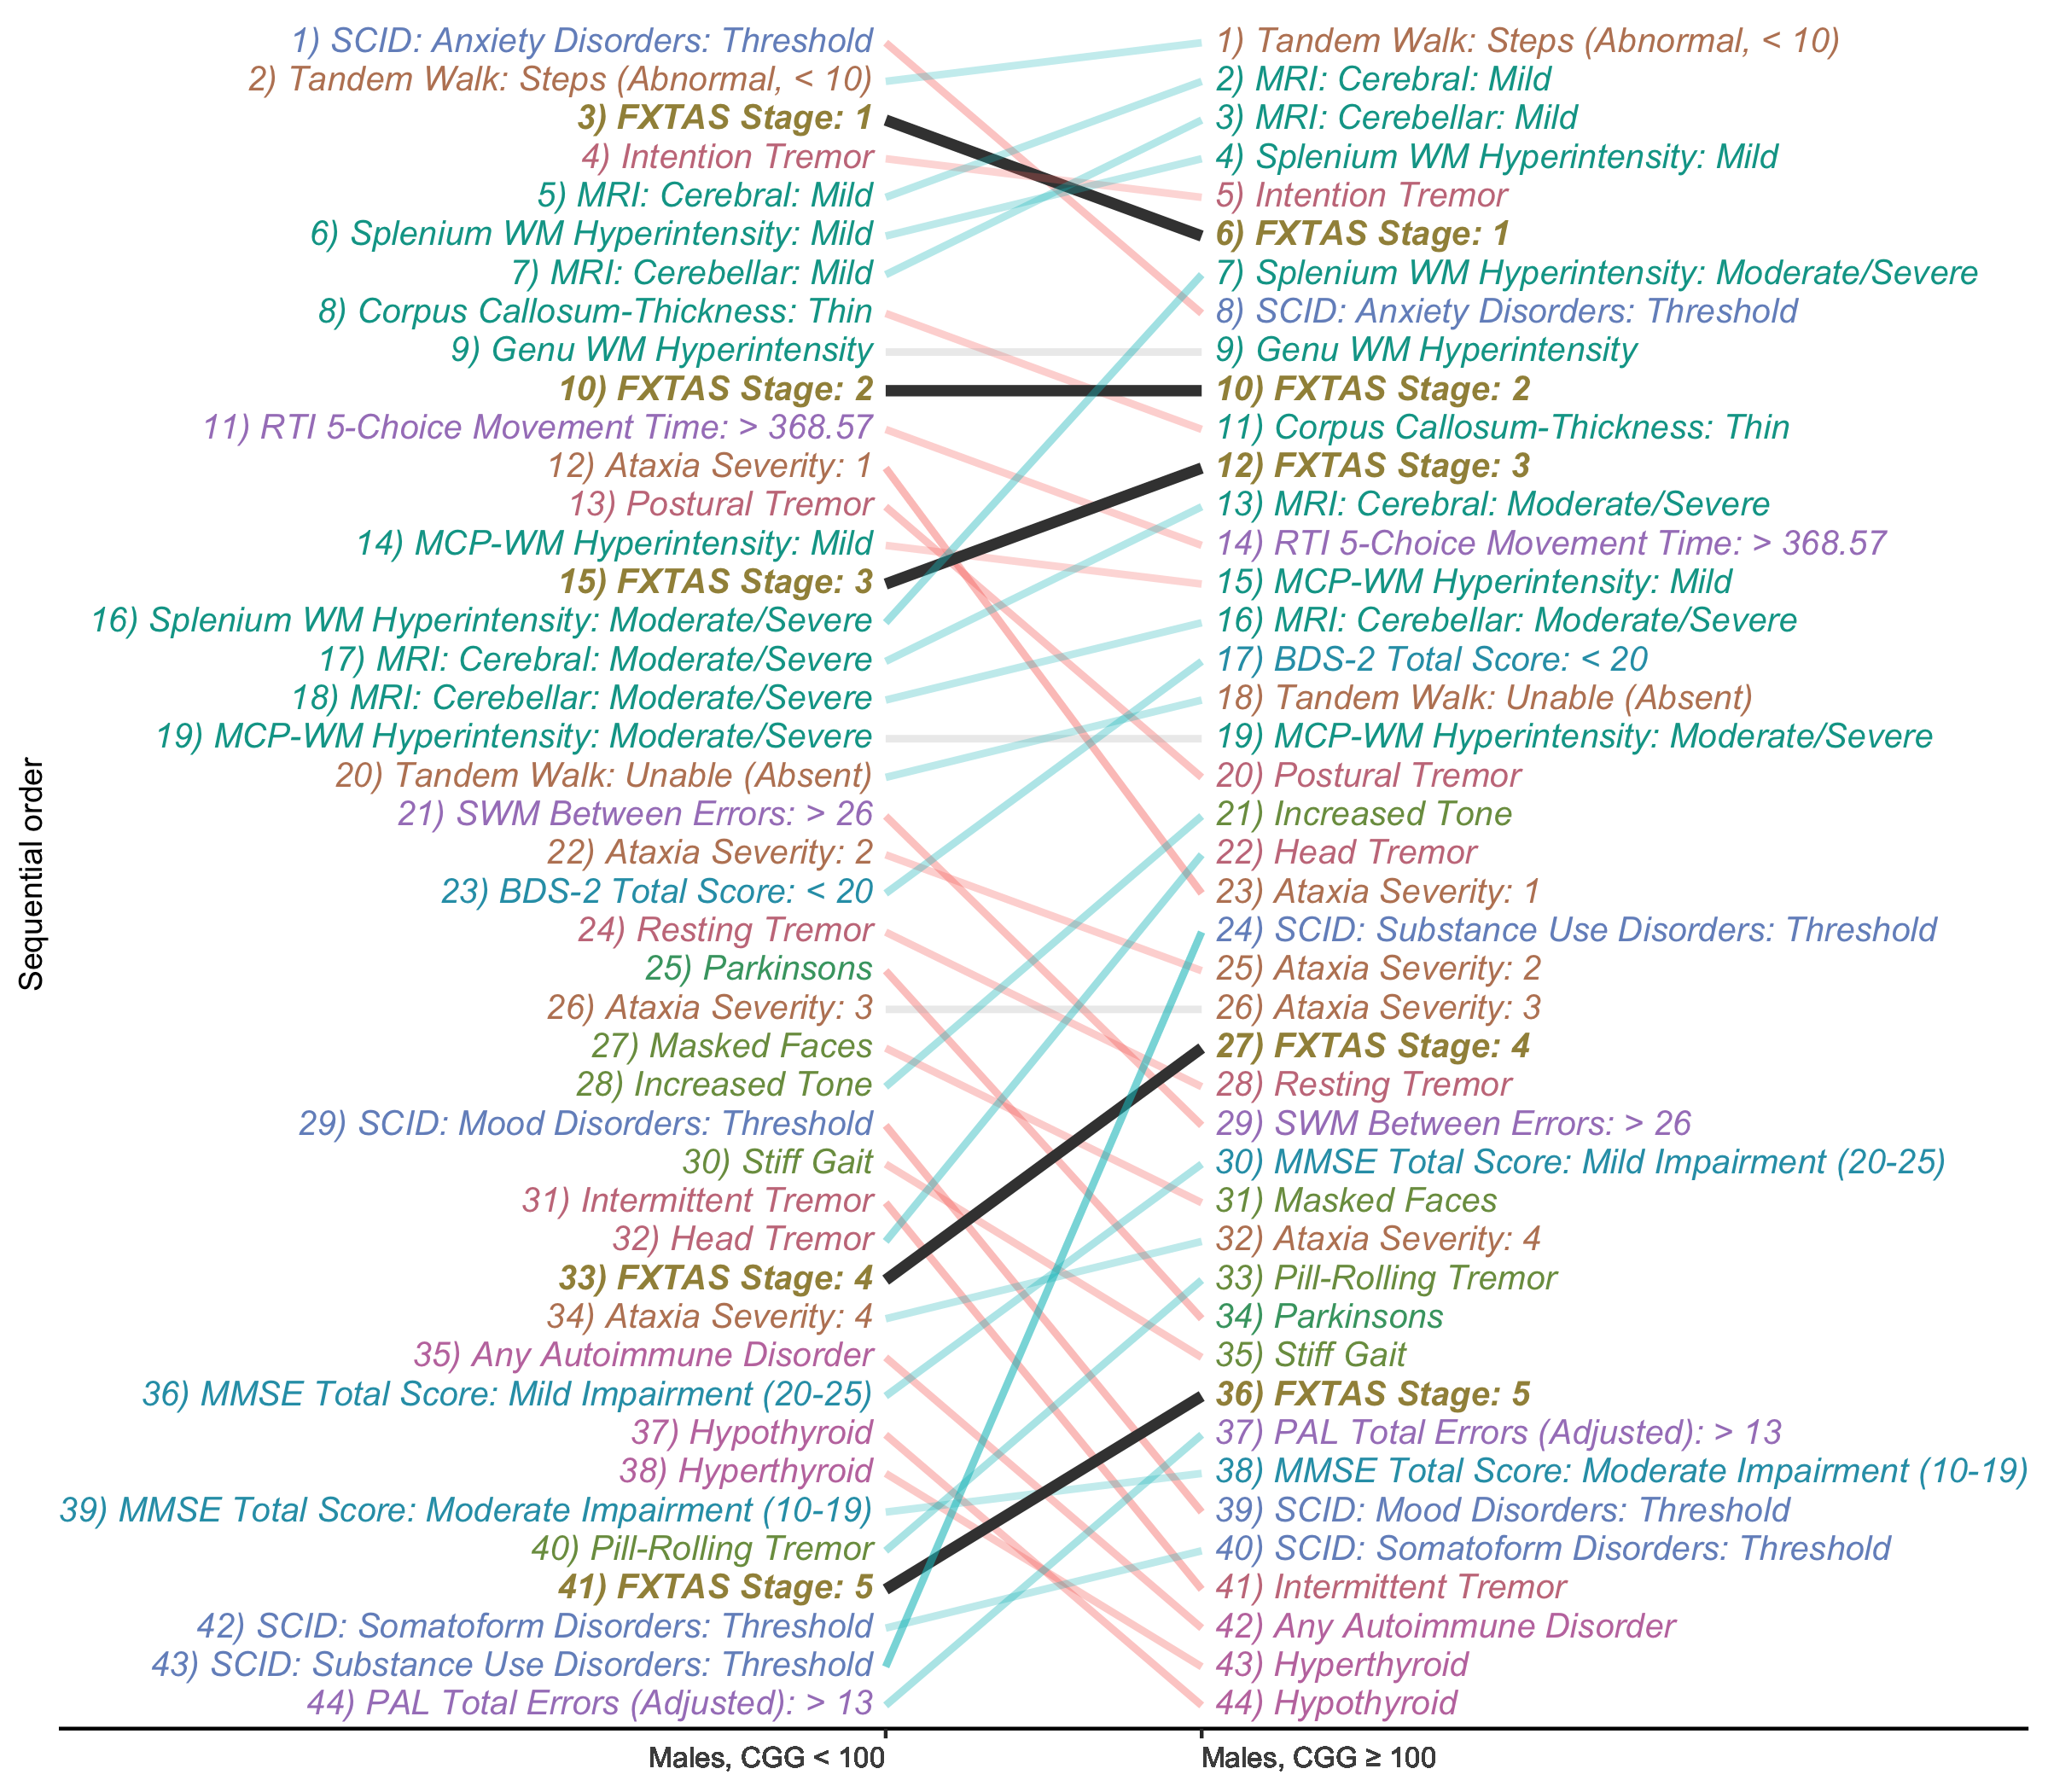 Sequential order
1) SCID: Anxiety Disorders: Threshold
2) Tandem Walk: Steps (Abnormal, < 10)
3) FXTAS Stage: 1
4) Intention Tremor
5) MRI: Cerebral: Mild
6) Splenium WM Hyperintensity: Mild
7) MRI: Cerebellar: Mild
8) Corpus Callosum-Thickness: Thin
9) Genu WM Hyperintensity
10) FXTAS Stage: 2
11) RTI 5-Choice Movement Time: > 368.57
12) Ataxia Severity: 1
13) Postural Tremor
14) MCP-WM Hyperintensity: Mild
15) FXTAS Stage: 3
16) Splenium WM Hyperintensity: Moderate/Severe
17) MRI: Cerebral: Moderate/Severe
18) MRI: Cerebellar: Moderate/Severe
19) MCP-WM Hyperintensity: Moderate/Severe
20) Tandem Walk: Unable (Absent)
21) SWM Between Errors: > 26
22) Ataxia Severity: 2
23) BDS-2 Total Score: < 20
24) Resting Tremor
25) Parkinsons
26) Ataxia Severity: 3
27) Masked Faces
28) Increased Tone
29) SCID: Mood Disorders: Threshold
30) Stiff Gait
31) Intermittent Tremor
32) Head Tremor
33) FXTAS Stage: 4
34) Ataxia Severity: 4
35) Any Autoimmune Disorder
36) MMSE Total Score: Mild Impairment (20-25)
37) Hypothyroid
38) Hyperthyroid
39) MMSE Total Score: Moderate Impairment (10-19)
40) Pill-Rolling Tremor
41) FXTAS Stage: 5
42) SCID: Somatoform Disorders: Threshold
43) SCID: Substance Use Disorders: Threshold
44) PAL Total Errors (Adjusted): > 13
1) Tandem Walk: Steps (Abnormal, < 10)
2) MRI: Cerebral: Mild
3) MRI: Cerebellar: Mild
4) Splenium WM Hyperintensity: Mild
5) Intention Tremor
6) FXTAS Stage: 1
7) Splenium WM Hyperintensity: Moderate/Severe
8) SCID: Anxiety Disorders: Threshold
9) Genu WM Hyperintensity
10) FXTAS Stage: 2
11) Corpus Callosum-Thickness: Thin
12) FXTAS Stage: 3
13) MRI: Cerebral: Moderate/Severe
14) RTI 5-Choice Movement Time: > 368.57
15) MCP-WM Hyperintensity: Mild
16) MRI: Cerebellar: Moderate/Severe
17) BDS-2 Total Score: < 20
18) Tandem Walk: Unable (Absent)
19) MCP-WM Hyperintensity: Moderate/Severe
20) Postural Tremor
21) Increased Tone
22) Head Tremor
23) Ataxia Severity: 1
24) SCID: Substance Use Disorders: Threshold
25) Ataxia Severity: 2
26) Ataxia Severity: 3
27) FXTAS Stage: 4
28) Resting Tremor
29) SWM Between Errors: > 26
30) MMSE Total Score: Mild Impairment (20-25)
31) Masked Faces
32) Ataxia Severity: 4
33) Pill-Rolling Tremor
34) Parkinsons
35) Stiff Gait
36) FXTAS Stage: 5
37) PAL Total Errors (Adjusted): > 13
38) MMSE Total Score: Moderate Impairment (10-19)
39) SCID: Mood Disorders: Threshold
40) SCID: Somatoform Disorders: Threshold
41) Intermittent Tremor
42) Any Autoimmune Disorder
43) Hyperthyroid
44) Hypothyroid
Males, CGG < 100
Males, CGG ≥ 100